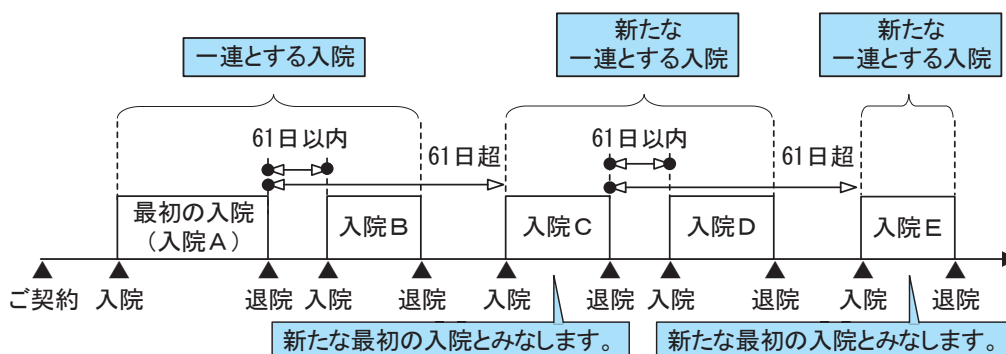 一連とする入院
新たな
一連とする入院
新たな
一連とする入院
61日以内
61日超
61日以内
61日超
最初の入院
(入院A)
入院B
入院C
入院D
入院E
ご契約
入院
退院
入院
退院
入院
退院
入院
退院
入院
退院
新たな最初の入院とみなします。
新たな最初の入院とみなします。